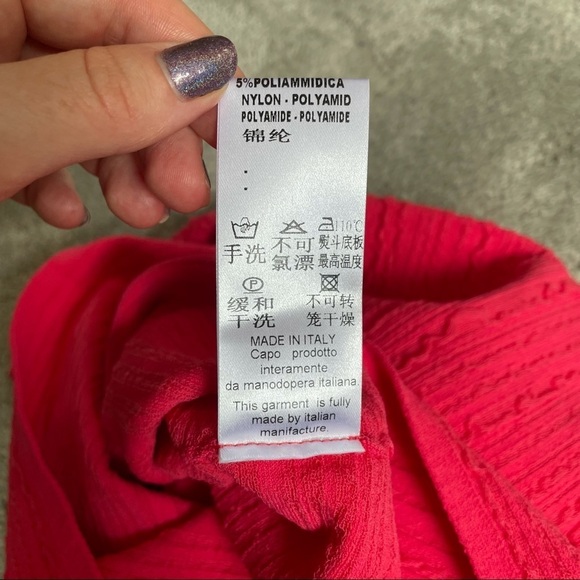 5%POLIAMMIDICA
NYLON - POLYAMID
POLYAMIDE - POLYAMIDE
锦纶
:
110℃
手洗 不可氯漂 熨斗底板最高温度
P
缓和干洗 不可转笼干燥
MADE IN ITALY
Capo prodotto
interamente
da manodopera italiana.
This garment is fully
made by italian
manifacture.